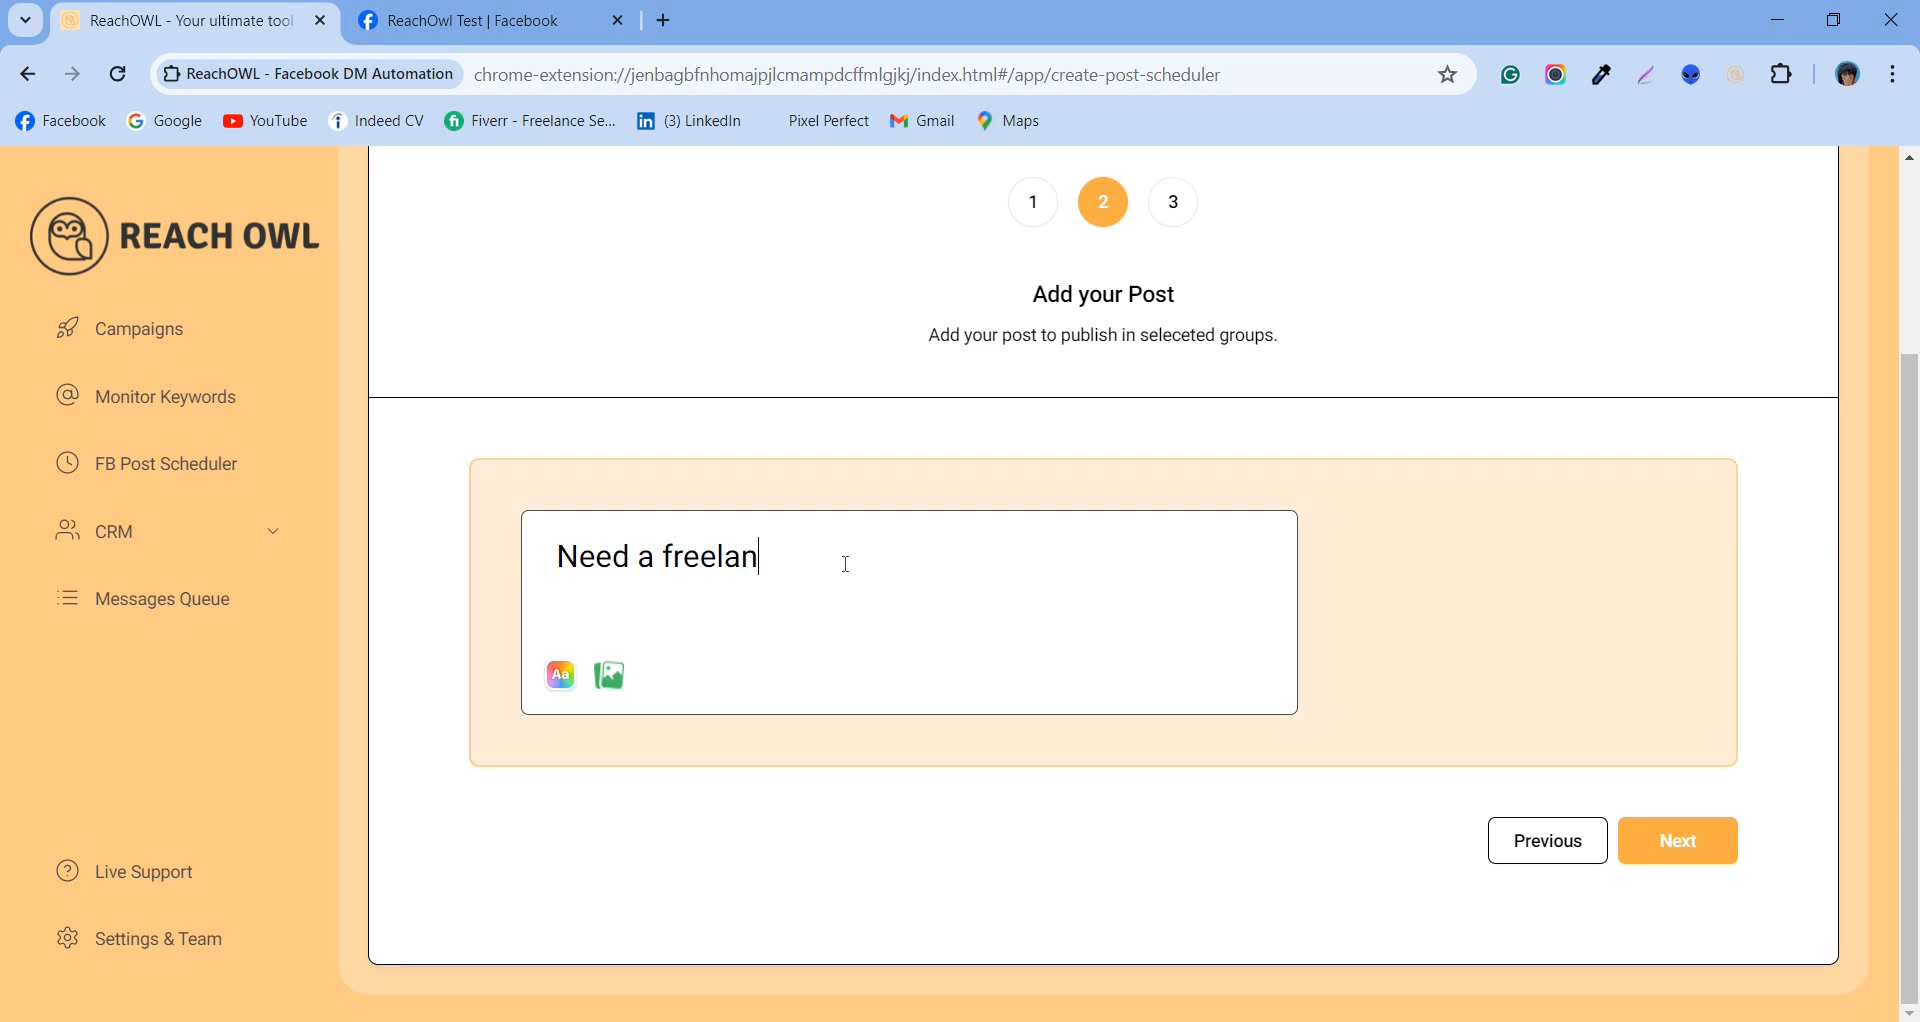 ReachOWL - Your ultimate tool
ReachOwl Test | Facebook
ReachOWL - Facebook DM Automation
chrome-extension://jenbagbfnhomajpjlcmampdcffmlgjkj/index.html#/app/create-post-scheduler
Facebook
Google
YouTube
Indeed CV
Fiverr - Freelance Se...
(3) LinkedIn
Pixel Perfect
Gmail
Maps
REACH OWL
Campaigns
Monitor Keywords
FB Post Scheduler
CRM
Messages Queue
Live Support
Settings & Team
1
2
3
Add your Post
Add your post to publish in seleceted groups.
Need a freelan
Aa
Previous
Next